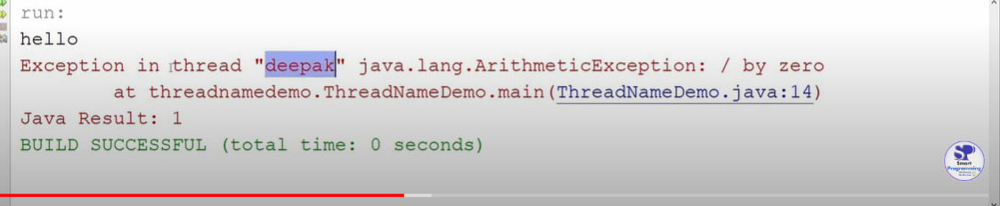 run:
hello
Exception in thread "deepak" java.lang.ArithmeticException: / by zero
at threadnamedemo.ThreadNameDemo.main(ThreadNameDemo.java:14)
Java Result: 1
BUILD SUCCESSFUL (total time: 0 seconds)
SP
Smart
Programming